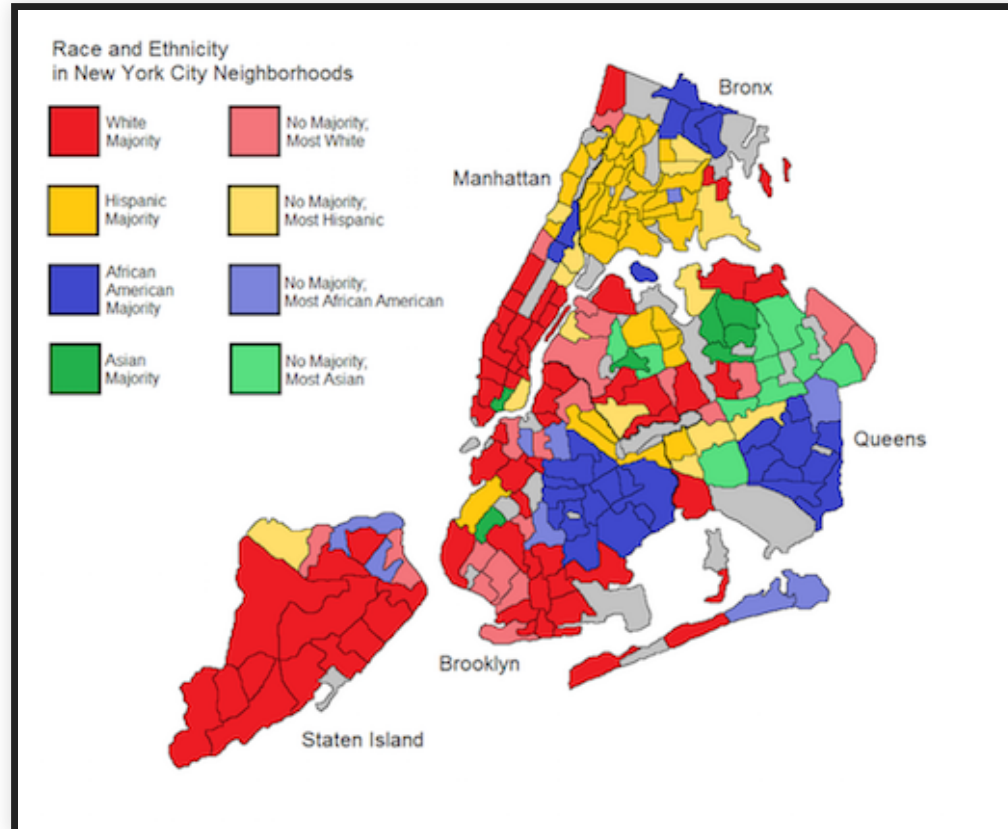 Race and Ethnicity
in New York City Neighborhoods
White
Majority
No Majority;
Most White
Hispanic
Majority
No Majority;
Most Hispanic
African
American
Majority
No Majority;
Most African American
Asian
Majority
No Majority;
Most Asian
Bronx
Manhattan
Queens
Brooklyn
Staten Island